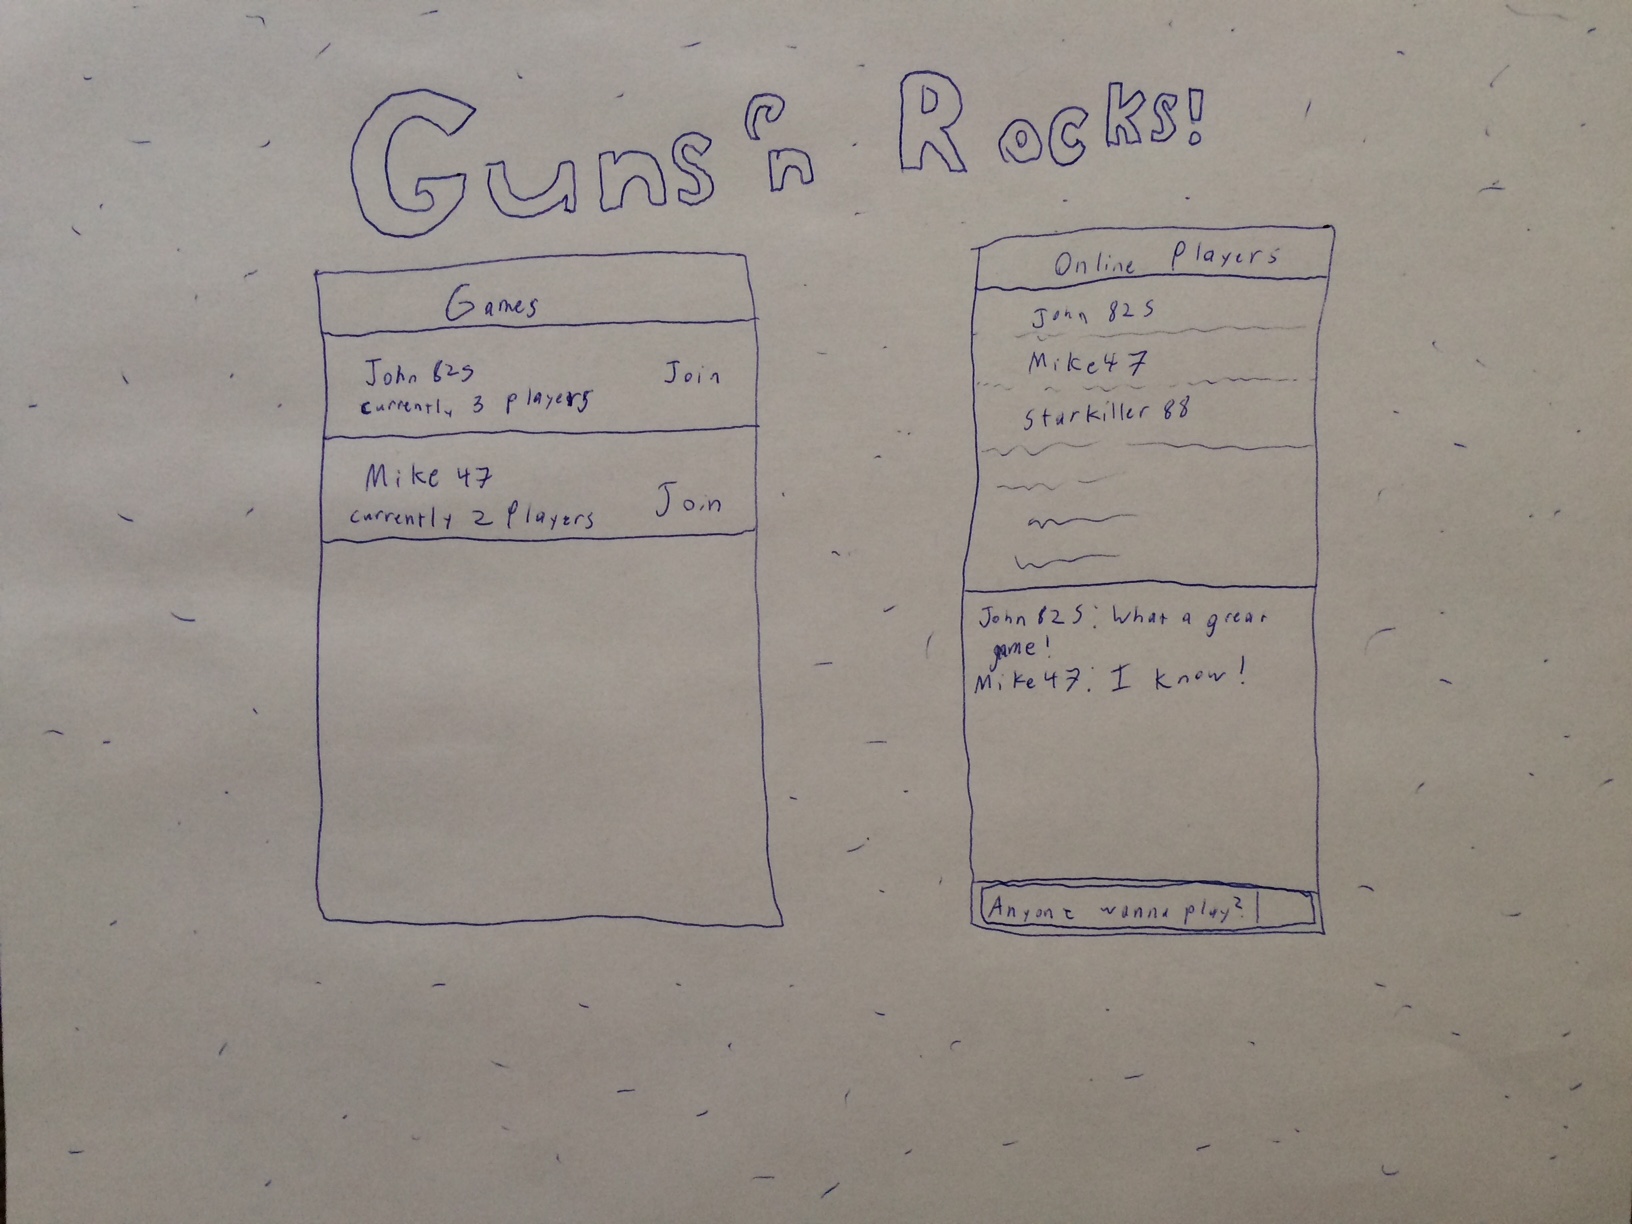 Guns n Rocks!
Games
John 825
currently 3 players
Join
Mike 47
currently 2 players
Join
Online Players
John 825
Mike47
Starkiller 88
John 825: What a great
game!
Mike47: I know!
Anyone wanna play?